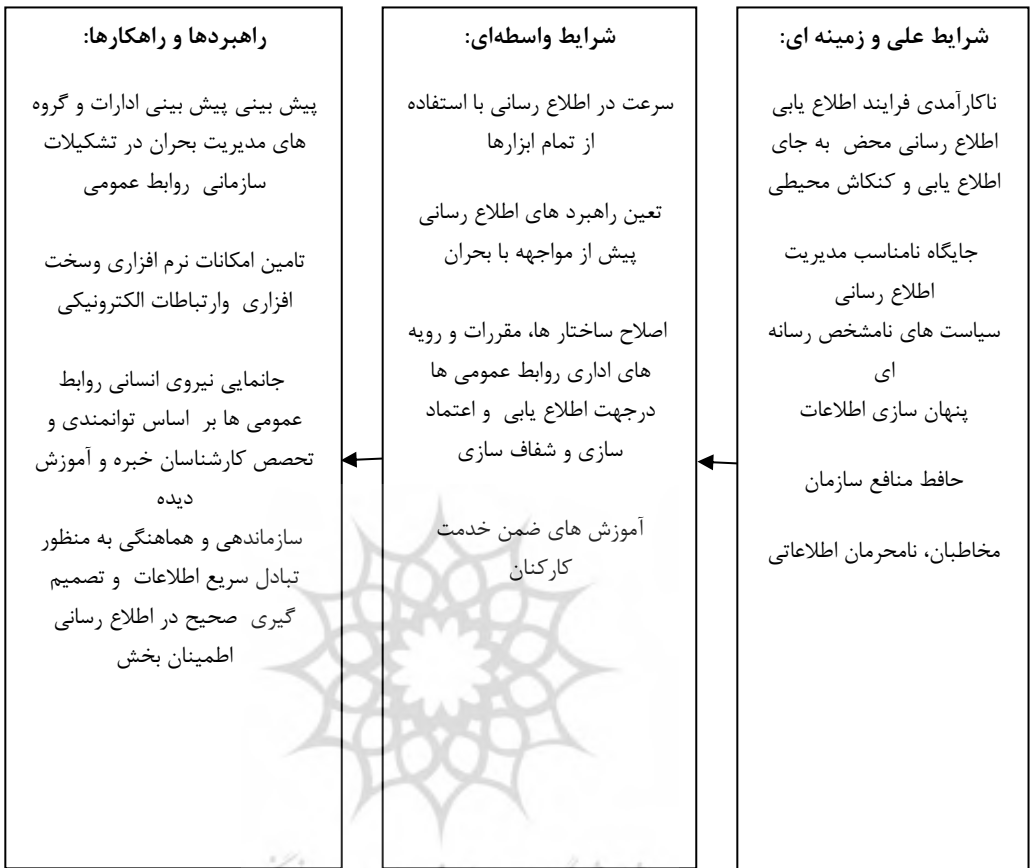 شرایط علی و زمینه ای:
ناکارآمدی فرایند اطلاع یابی
اطلاع رسانی محض به جای
اطلاع یابی و کنکاش محیطی
جایگاه نامناسب مدیریت
اطلاع رسانی
سیاست های نامشخص رسانه
ای
پنهان سازی اطلاعات
حافظ منافع سازمان
مخاطبان، نامحرمان اطلاعاتی
شرایط واسطه‌ای:
سرعت در اطلاع رسانی با استفاده
از تمام ابزارها
تعین راهبرد های اطلاع رسانی
پیش از مواجهه با بحران
اصلاح ساختار ها، مقررات و رویه
های اداری روابط عمومی ها
درجهت اطلاع یابی و اعتماد
سازی و شفاف سازی
آموزش های ضمن خدمت
کارکنان
راهبردها و راهکارها:
پیش بینی پیش بینی ادارات و گروه
های مدیریت بحران در تشکیلات
سازمانی روابط عمومی
تامین امکانات نرم افزاری وسخت
افزاری وارتباطات الکترونیکی
جانمایی نیروی انسانی روابط
عمومی ها بر اساس توانمندی و
تحصص کارشناسان خبره و آموزش
دیده
سازماندهی و هماهنگی به منظور
تبادل سریع اطلاعات و تصمیم
گیری صحیح در اطلاع رسانی
اطمینان بخش